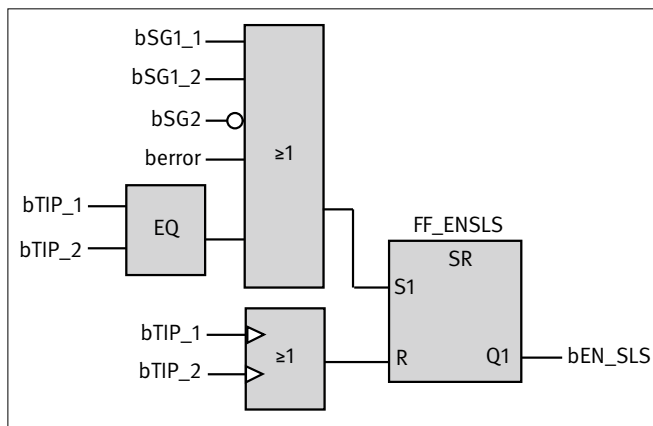 bSG1_1
bSG1_2
bSG2
berror
≥1
bTIP_1
EQ
bTIP_2
FF_ENSLS
SR
S1
bTIP_1
≥1
R
Q1
bEN_SLS
bTIP_2